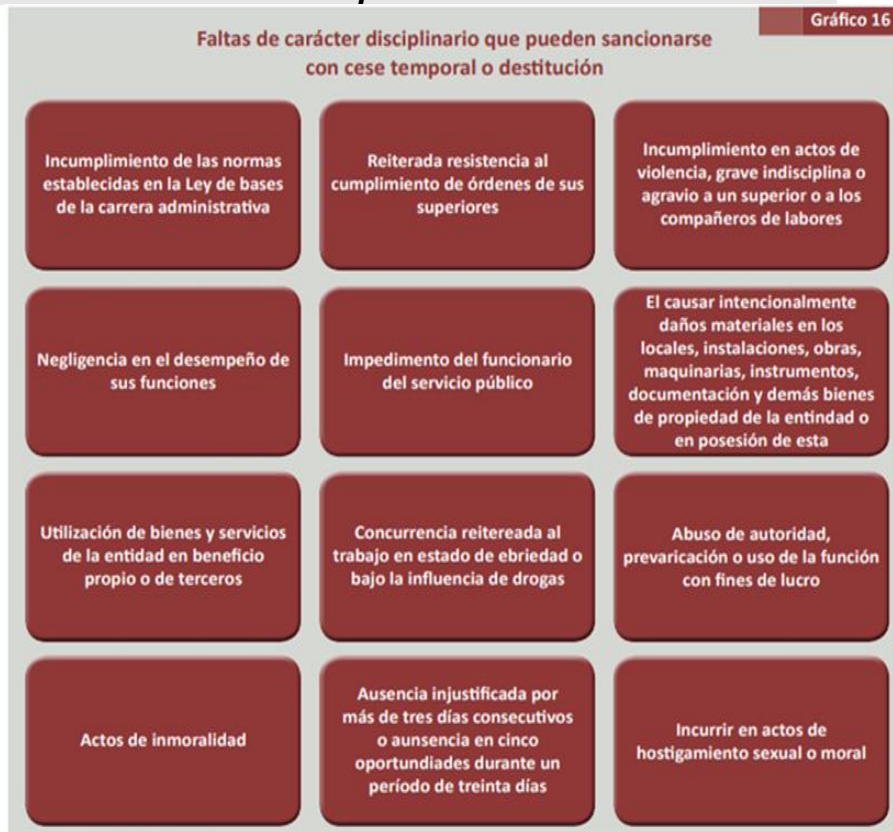 Gráfico 16
Faltas de carácter disciplinario que pueden sancionarse
con cese temporal o destitución
Incumplimiento de las normas
establecidas en la Ley de bases
de la carrera administrativa
Reiterada resistencia al
cumplimiento de órdenes de sus
superiores
Incumplimiento en actos de
violencia, grave indisciplina o
agravio a un superior o a los
compañeros de labores
Negligencia en el desempeño de
sus funciones
Impedimento del funcionario
del servicio público
El causar intencionalmente
daños materiales en los
locales, instalaciones, obras,
maquinarias, instrumentos,
documentación y demás bienes
de propiedad de la entindad o
en posesión de esta
Utilización de bienes y servicios
de la entidad en beneficio
propio o de terceros
Concurrencia reitereada al
trabajo en estado de ebriedad o
bajo la influencia de drogas
Abuso de autoridad,
prevaricación o uso de la función
con fines de lucro
Actos de inmoralidad
Ausencia injustificada por
más de tres días consecutivos
o aunsencia en cinco
oportundiades durante un
período de treinta días
Incurrir en actos de
hostigamiento sexual o moral